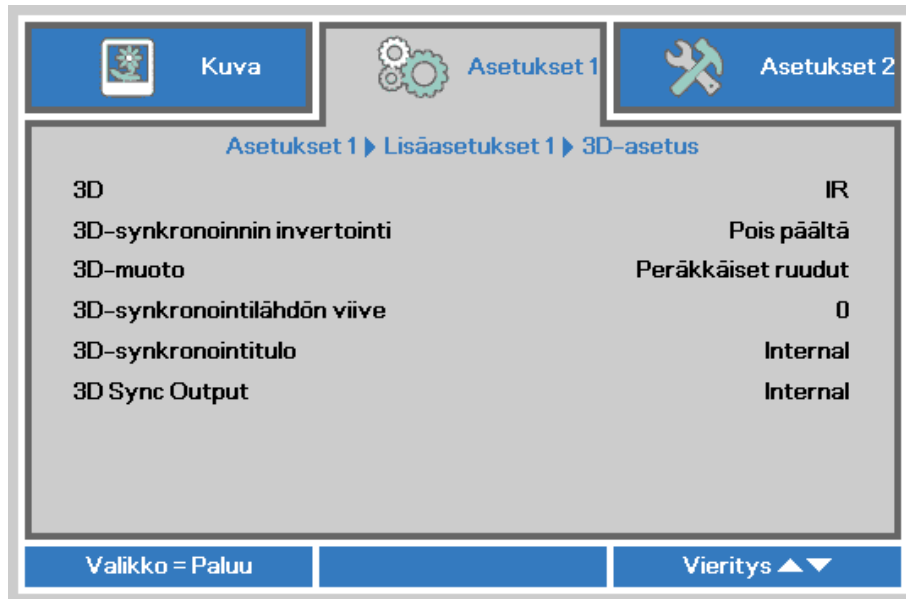 Kuva
Asetukset 1
Asetukset 2
Asetukset 1 Lisäasetukset 1 3D-asetus
3D IR
3D-synkronoinnin invertointi Pois päältä
3D-muoto Peräkkäiset ruudut
3D-synkronointilähdön viive 0
3D-synkronointitulo Internal
3D Sync Output Internal
Valikko = Paluu
Vieritys